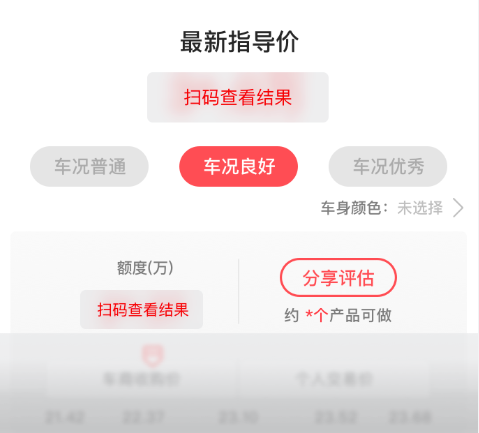 最新指导价
扫码查看结果
车况普通 车况良好 车况优秀
车身颜色： 未选择
额度(万)
扫码查看结果
分享评估
约 *个产品可做
车商收购价 个人交易价
21.42 22.37 23.10 23.52 23.68